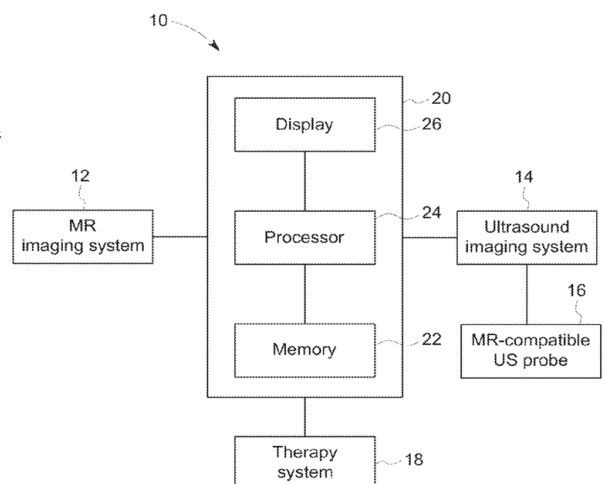 10
20
Display
26
12
MR
imaging system
24
Processor
14
Ultrasound
imaging system
16
MR-compatible
US probe
22
Memory
Therapy
system
18